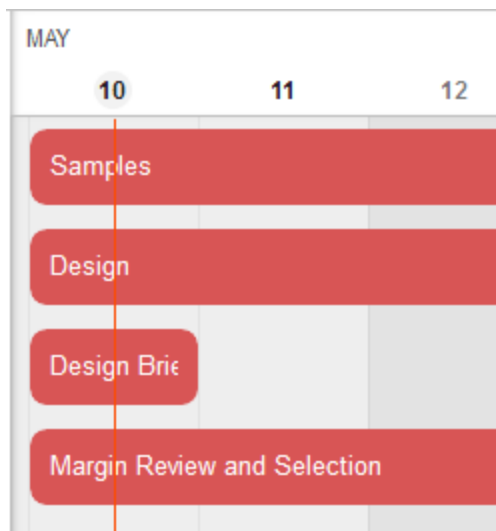 MAY
10 11 12
Samples
Design
Design Brie
Margin Review and Selection